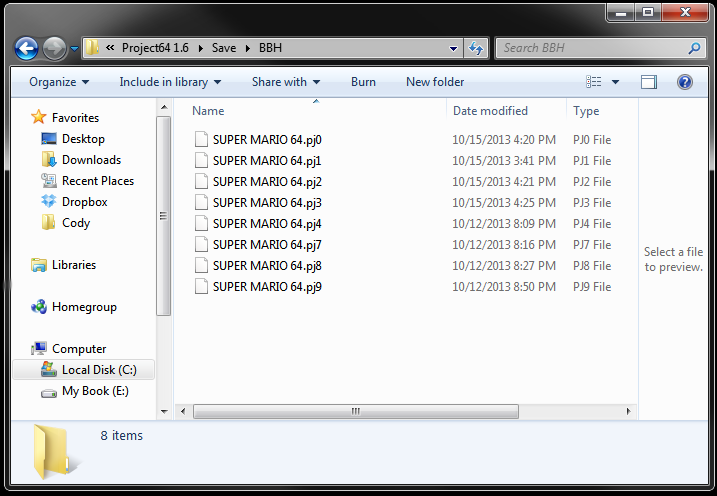 « Project64 1.6 Save BBH
Search BBH
Organize Include in library Share with Burn New folder
Favorites
Desktop
Downloads
Recent Places
Dropbox
Cody
Libraries
Homegroup
Computer
Local Disk (C:)
My Book (E:)
Name Date modified Type
SUPER MARIO 64.pj0 10/15/2013 4:20 PM PJ0 File
SUPER MARIO 64.pj1 10/15/2013 3:41 PM PJ1 File
SUPER MARIO 64.pj2 10/15/2013 4:21 PM PJ2 File
SUPER MARIO 64.pj3 10/15/2013 4:25 PM PJ3 File
SUPER MARIO 64.pj4 10/12/2013 8:09 PM PJ4 File
SUPER MARIO 64.pj7 10/12/2013 8:16 PM PJ7 File
SUPER MARIO 64.pj8 10/12/2013 8:27 PM PJ8 File
SUPER MARIO 64.pj9 10/12/2013 8:50 PM PJ9 File
Select a file
to preview.
8 items